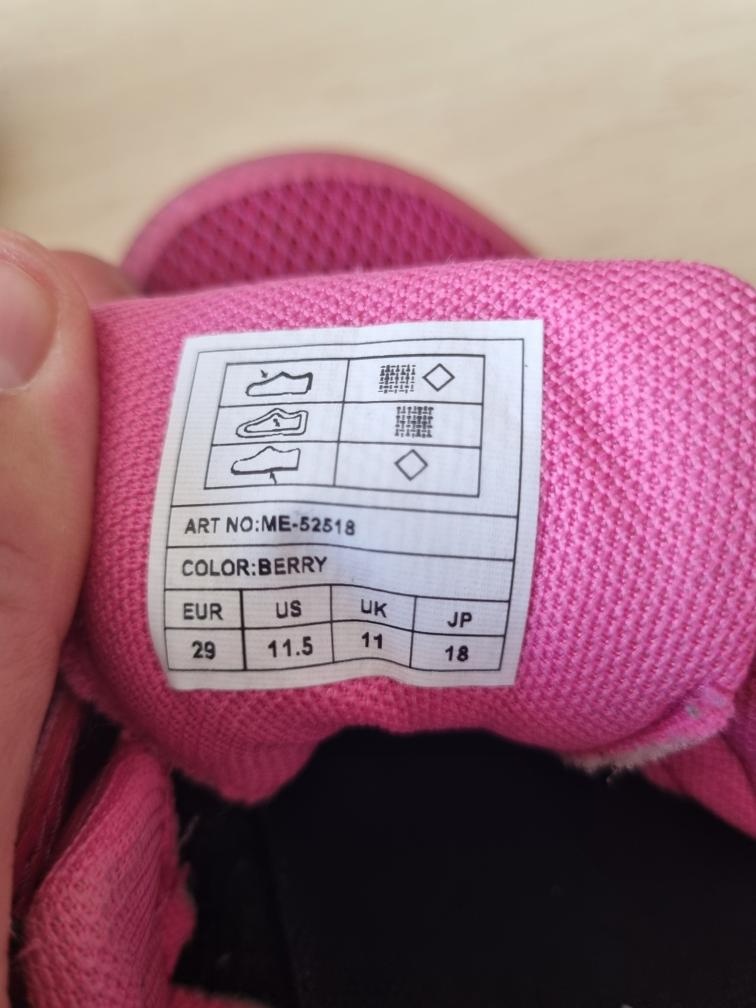 ART NO:ME-52518
COLOR:BERRY
EUR US UK JP
29 11.5 11 18